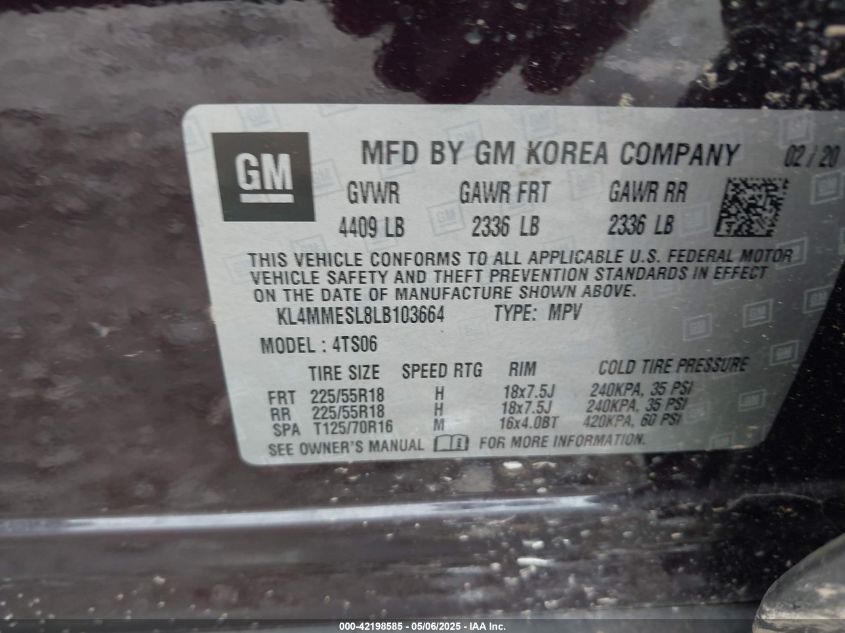 GM
MFD BY GM KOREA COMPANY 02/20
GVWR GAWR FRT GAWR RR
4409 LB 2336 LB 2336 LB
THIS VEHICLE CONFORMS TO ALL APPLICABLE U.S. FEDERAL MOTOR
VEHICLE SAFETY AND THEFT PREVENTION STANDARDS IN EFFECT
ON THE DATE OF MANUFACTURE SHOWN ABOVE.
KL4MMESL8LB103664 TYPE: MPV
MODEL: 4TS06
TIRE SIZE SPEED RTG RIM COLD TIRE PRESSURE
FRT 225/55R18 H 18x7.5J 240KPA, 35 PSI
RR 225/55R18 H 18x7.5J 240KPA, 35 PSI
SPA T125/70R16 M 16x4.0BT 420KPA, 60 PSI
SEE OWNER'S MANUAL FOR MORE INFORMATION.
000-42198585 - 05/06/2025 - IAA Inc.